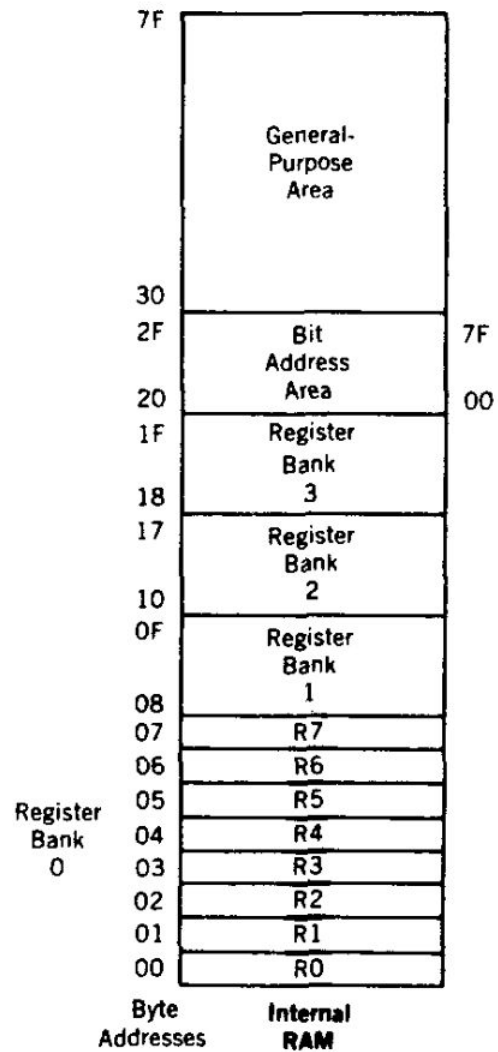 7F
General-
Purpose
Area
30
2F Bit 7F
Address
20 Area 00
1F Register
Bank
18 3
17 Register
Bank
10 2
0F Register
Bank
08 1
07 R7
06 R6
05 R5
Register
Bank
0
04 R4
03 R3
02 R2
01 R1
00 R0
Byte
Addresses
Internal
RAM